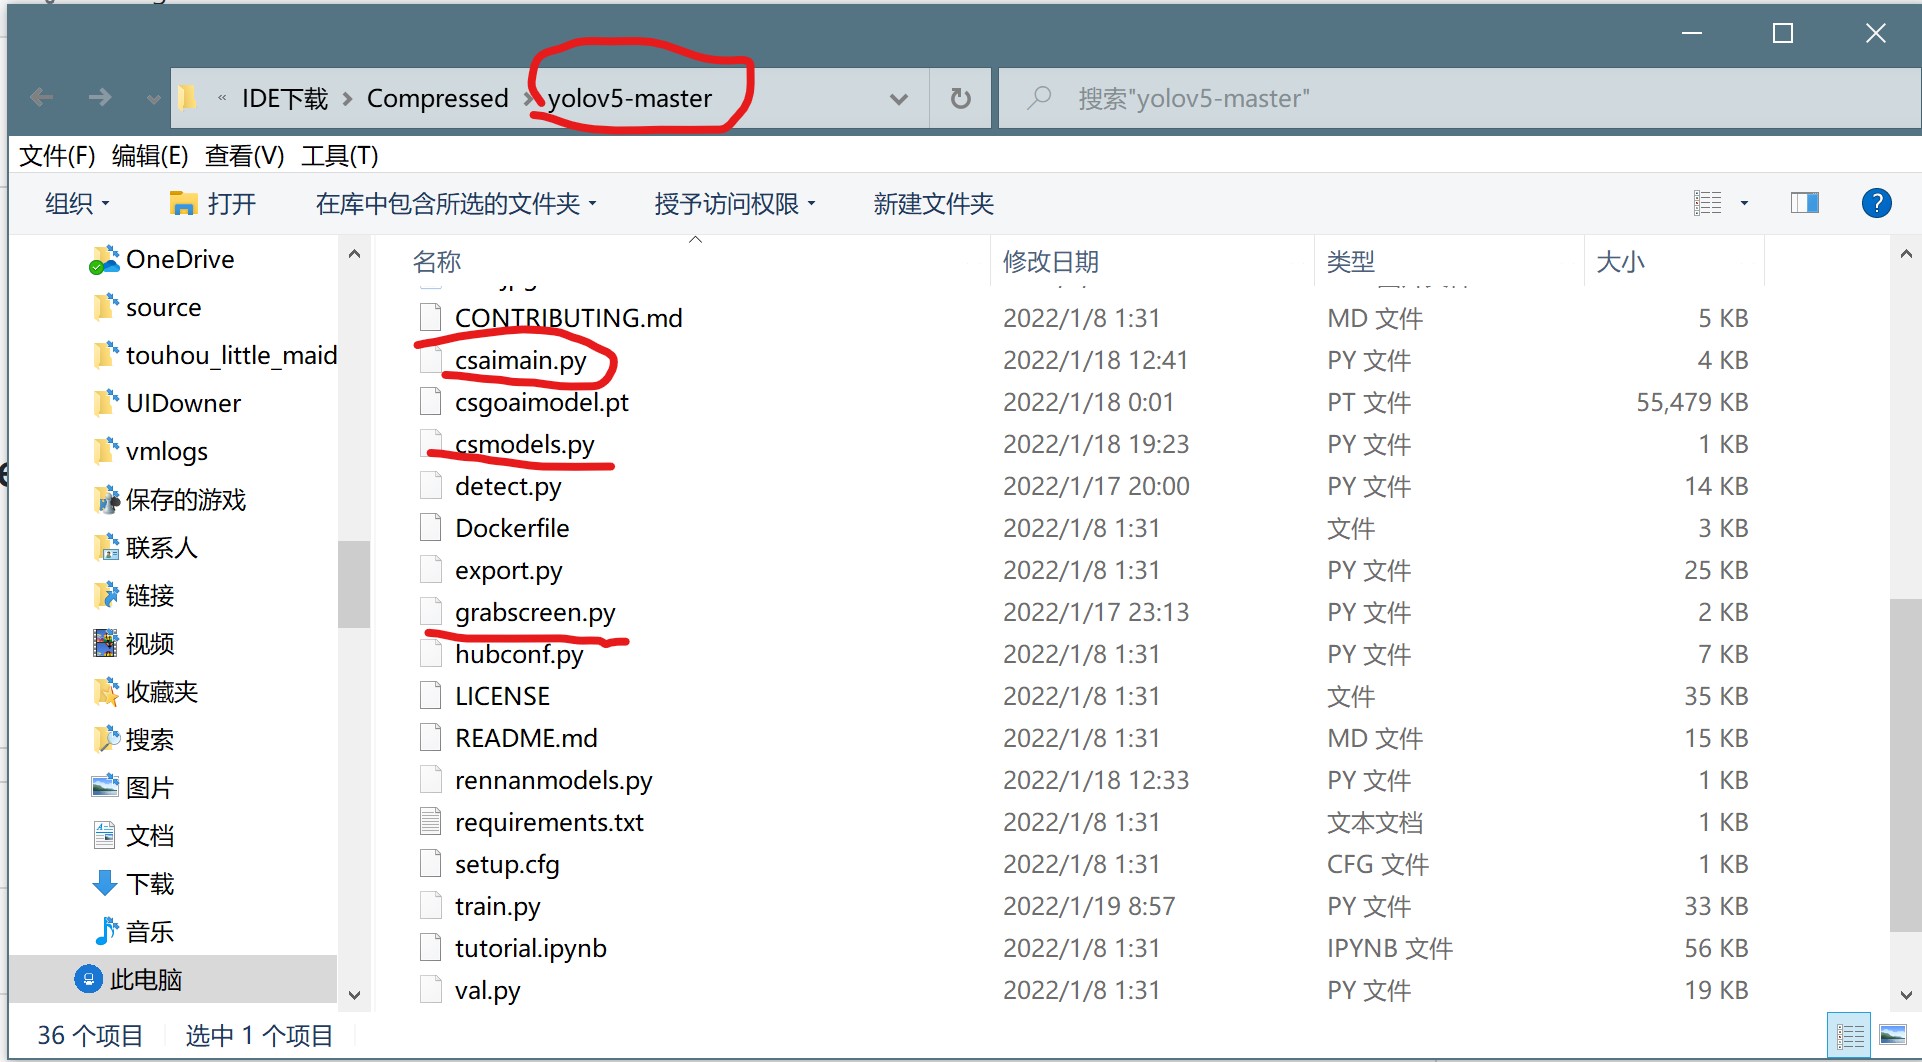 « IDE下载 > Compressed > yolov5-master 搜索"yolov5-master"
文件(F) 编辑(E) 查看(V) 工具(T)
组织 打开 在库中包含所选的文件夹 授予访问权限 新建文件夹 ?
名称 修改日期 类型 大小
OneDrive
source
touhou_little_maid
UIDowner
vmlogs
保存的游戏
联系人
链接
视频
收藏夹
搜索
图片
文档
下载
音乐
此电脑
CONTRIBUTING.md 2022/1/8 1:31 MD 文件 5 KB
csaimain.py 2022/1/18 12:41 PY 文件 4 KB
csgoaimodel.pt 2022/1/18 0:01 PT 文件 55,479 KB
csmodels.py 2022/1/18 19:23 PY 文件 1 KB
detect.py 2022/1/17 20:00 PY 文件 14 KB
Dockerfile 2022/1/8 1:31 文件 3 KB
export.py 2022/1/8 1:31 PY 文件 25 KB
grabscreen.py 2022/1/17 23:13 PY 文件 2 KB
hubconf.py 2022/1/8 1:31 PY 文件 7 KB
LICENSE 2022/1/8 1:31 文件 35 KB
README.md 2022/1/8 1:31 MD 文件 15 KB
rennanmodels.py 2022/1/18 12:33 PY 文件 1 KB
requirements.txt 2022/1/8 1:31 文本文档 1 KB
setup.cfg 2022/1/8 1:31 CFG 文件 1 KB
train.py 2022/1/19 8:57 PY 文件 33 KB
tutorial.ipynb 2022/1/8 1:31 IPYNB 文件 56 KB
val.py 2022/1/8 1:31 PY 文件 19 KB
36 个项目 选中 1 个项目